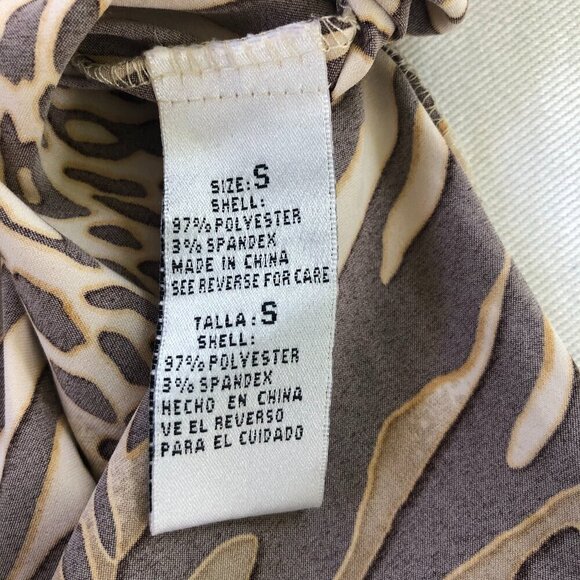 SIZE: S
SHELL:
97% POLYESTER
3% SPANDEX
MADE IN CHINA
SEE REVERSE FOR CARE
TALLA: S
SHELL:
97% POLYESTER
3% SPANDEX
HECHO EN CHINA
VE EL REVERSO
PARA EL CUIDADO